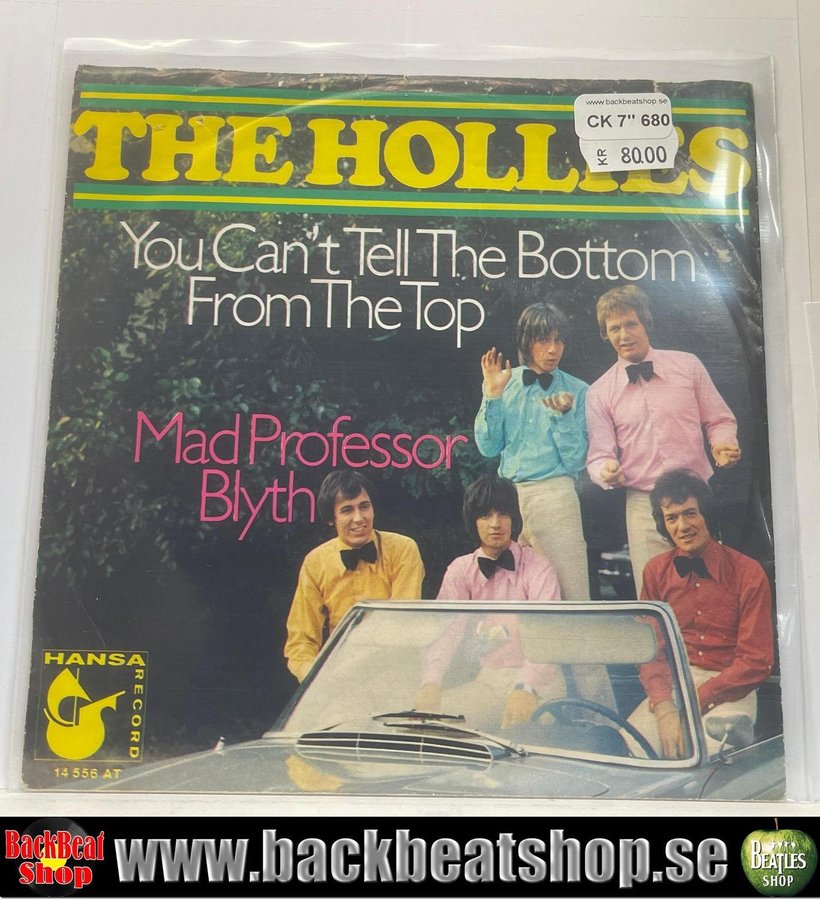 www.backbeatshop.se
CK 7" 680
KR 80.00
THE HOLLIES
You Can't Tell The Bottom
From The Top
Mad Professor
Blyth
HANSA
RECORD
14 556 AT
BackBeat
Shop
www.backbeatshop.se
BEATLES
SHOP